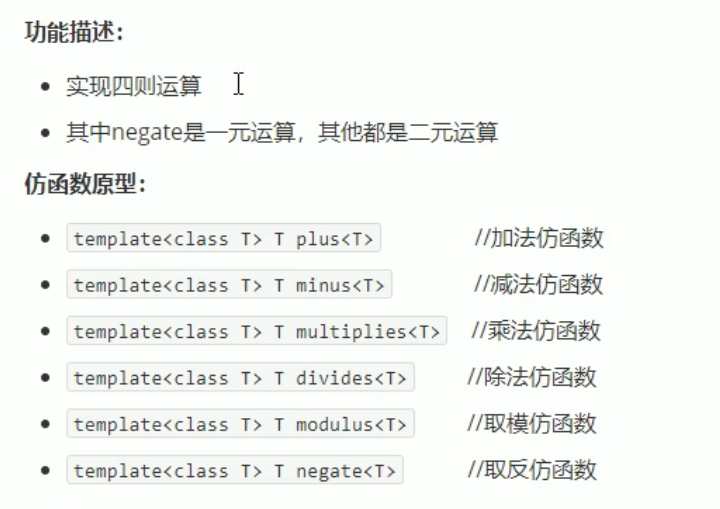 功能描述：
实现四则运算
其中negate是一元运算，其他都是二元运算
仿函数原型：
template<class T> T plus<T> //加法仿函数
template<class T> T minus<T> //减法仿函数
template<class T> T multiplies<T> //乘法仿函数
template<class T> T divides<T> //除法仿函数
template<class T> T modulus<T> //取模仿函数
template<class T> T negate<T> //取反仿函数